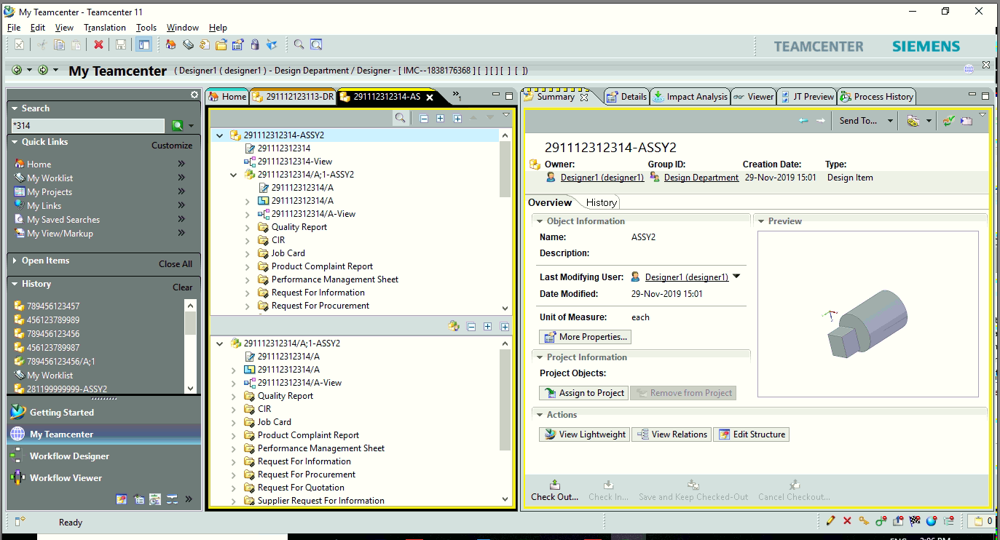 My Teamcenter - Teamcenter 11
File Edit View Translation Tools Window Help
TEAMCENTER SIEMENS
My Teamcenter ( Designer1 ( designer1 ) - Design Department / Designer - [ IMC--1838176368 ] [ ] [ ] [ ] [ ])
Search
*314
Quick Links
Customize
Home
My Worklist
My Projects
My Links
My Saved Searches
My View/Markup
Open Items
Close All
History
Clear
789456123457
456123789989
789456123456
456123789987
789456123456/A;1
My Worklist
281199999999-ASSY2
Getting Started
My Teamcenter
Workflow Designer
Workflow Viewer
Home 291112123113-DR 291112312314-AS 1
291112312314-ASSY2
291112312314
291112312314-View
291112312314/A;1-ASSY2
291112312314/A
291112312314/A
291112312314/A-View
Quality Report
CIR
Job Card
Product Complaint Report
Performance Management Sheet
Request For Information
Request For Procurement
291112312314/A;1-ASSY2
291112312314/A
291112312314/A
291112312314/A-View
Quality Report
CIR
Job Card
Product Complaint Report
Performance Management Sheet
Request For Information
Request For Procurement
Request For Quotation
Supplier Request For Information
Summary Details Impact Analysis Viewer JT Preview Process History
Send To...
291112312314-ASSY2
Owner: Group ID: Creation Date: Type:
Designer1 (designer1) Design Department 29-Nov-2019 15:01 Design Item
Overview History
Object Information
Name: ASSY2
Description:
Last Modifying User: Designer1 (designer1)
Date Modified: 29-Nov-2019 15:01
Unit of Measure: each
More Properties...
Project Information
Project Objects:
Assign to Project Remove from Project
Preview
Actions
View Lightweight View Relations Edit Structure
Check Out... Check In... Save and Keep Checked-Out Cancel Checkout...
Ready
0